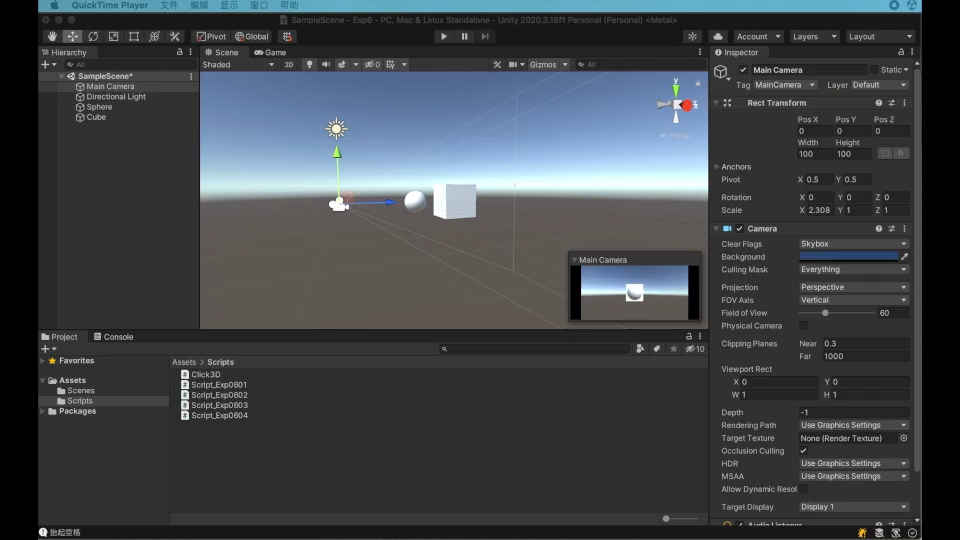 QuickTime Player 文件 编辑 显示 窗口 帮助
SampleScene - Exp6 - PC, Mac & Linux Standalone - Unity 2020.3.16f1 Personal (Personal) <Metal>
Pivot Global Account Layers Layout
Hierarchy
All
SampleScene*
Main Camera
Directional Light
Sphere
Cube
Scene Game
Shaded 2D 0 Gizmos All
y
z
Persp
Main Camera
Inspector
Main Camera Static
Tag MainCamera Layer Default
Rect Transform
Pos X Pos Y Pos Z
0 0 0
Width Height
100 100 R
Anchors
Pivot X 0.5 Y 0.5
Rotation X 0 Y 0 Z 0
Scale X 2.308 Y 1 Z 1
Camera
Clear Flags Skybox
Background
Culling Mask Everything
Projection Perspective
FOV Axis Vertical
Field of View 60
Physical Camera
Clipping Planes Near 0.3
Far 1000
Viewport Rect
X 0 Y 0
W 1 H 1
Depth -1
Rendering Path Use Graphics Settings
Target Texture None (Render Texture)
Occlusion Culling
HDR Use Graphics Settings
MSAA Use Graphics Settings
Allow Dynamic Resol
Target Display Display 1
Audio Listener
Project Console
10
Favorites
Assets
Scenes
Scripts
Packages
Assets > Scripts
Click3D
Script_Exp0601
Script_Exp0602
Script_Exp0603
Script_Exp0604
抬起空格